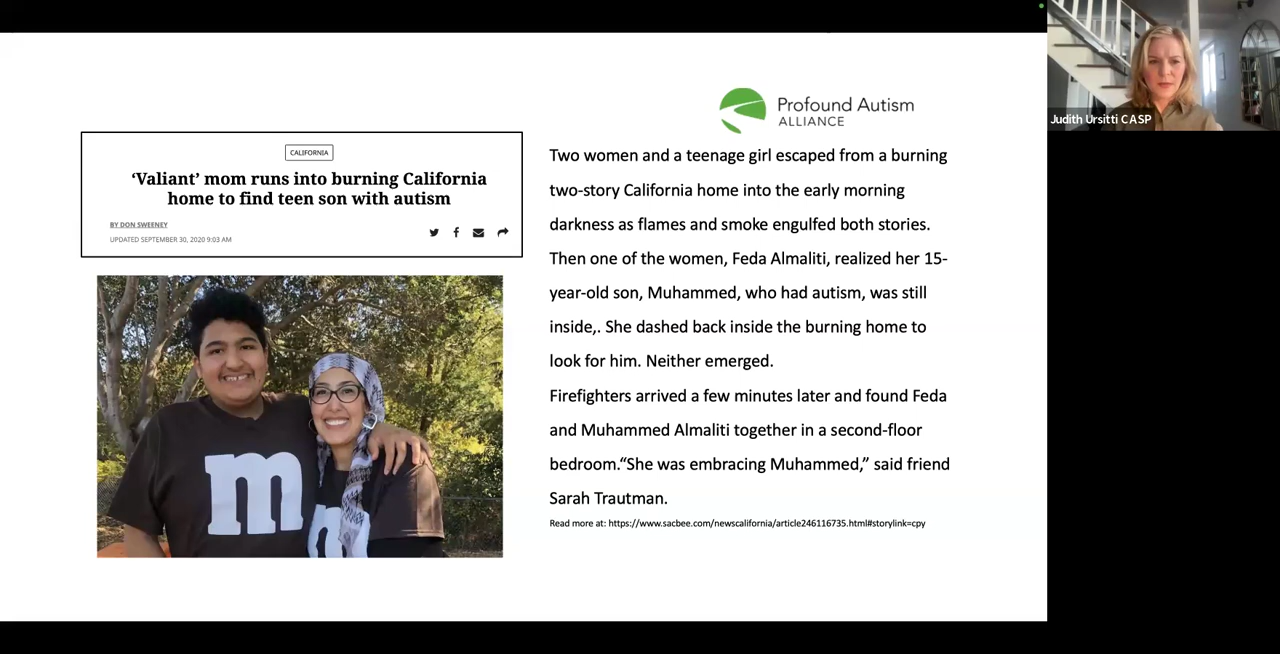 Profound Autism
ALLIANCE
CALIFORNIA
‘Valiant’ mom runs into burning California
home to find teen son with autism
BY DON SWEENEY
UPDATED SEPTEMBER 30, 2020 9:03 AM
m
m
Two women and a teenage girl escaped from a burning
two-story California home into the early morning
darkness as flames and smoke engulfed both stories.
Then one of the women, Feda Almaliti, realized her 15-
year-old son, Muhammed, who had autism, was still
inside,. She dashed back inside the burning home to
look for him. Neither emerged.
Firefighters arrived a few minutes later and found Feda
and Muhammed Almaliti together in a second-floor
bedroom.“She was embracing Muhammed,” said friend
Sarah Trautman.
Read more at: https://www.sacbee.com/newscalifornia/article246116735.html#storylink=cpy
Judith Ursitti CASP